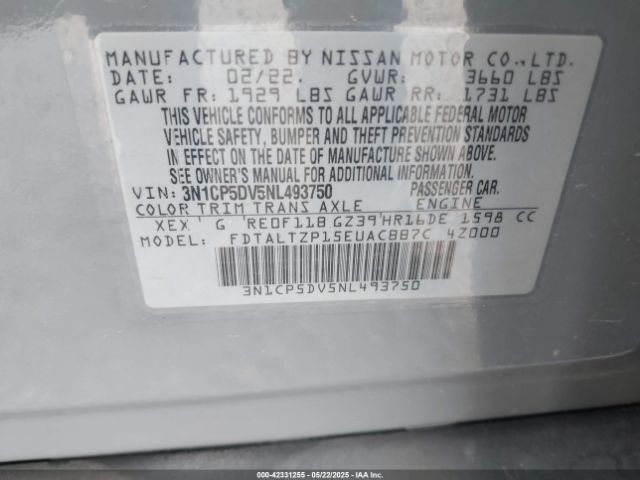 MANUFACTURED BY NISSAN MOTOR CO., LTD.
DATE: 02/22. GVWR: 3660 LBS
GAWR FR: 1929 LBS GAWR RR: 1731 LBS
THIS VEHICLE CONFORMS TO ALL APPLICABLE FEDERAL MOTOR
VEHICLE SAFETY, BUMPER AND THEFT PREVENTION STANDARDS
IN EFFECT ON THE DATE OF MANUFACTURE SHOWN ABOVE.
SEE OWNER'S MANUAL FOR ADDITIONAL INFORMATION.
VIN: 3N1CP5DV5NL493750 PASSENGER CAR.
COLOR TRIM TRANS AXLE ENGINE
XEX' G RE0F11B GZ39'HR16DE 1598 CC
MODEL: FDTALTZP15EUACBB7C 4Z000
3N1CP5DV5NL493750
000-42331255 - 05/22/2025 - © IAA Holdings, LLC